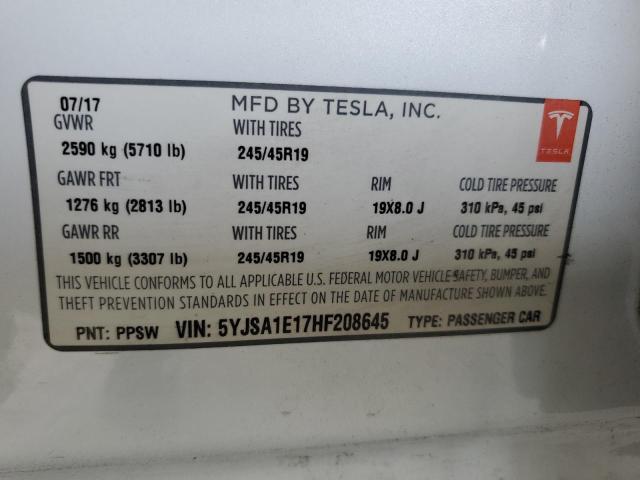 07/17 MFD BY TESLA, INC.
GVWR WITH TIRES
2590 kg (5710 lb) 245/45R19
TESLA
GAWR FRT WITH TIRES RIM COLD TIRE PRESSURE
1276 kg (2813 lb) 245/45R19 19X8.0 J 310 kPa, 45 psi
GAWR RR WITH TIRES RIM COLD TIRE PRESSURE
1500 kg (3307 lb) 245/45R19 19X8.0 J 310 kPa, 45 psi
THIS VEHICLE CONFORMS TO ALL APPLICABLE U.S. FEDERAL MOTOR VEHICLE SAFETY, BUMPER, AND
THEFT PREVENTION STANDARDS IN EFFECT ON THE DATE OF MANUFACTURE SHOWN ABOVE.
PNT: PPSW VIN: 5YJSA1E17HF208645 TYPE: PASSENGER CAR